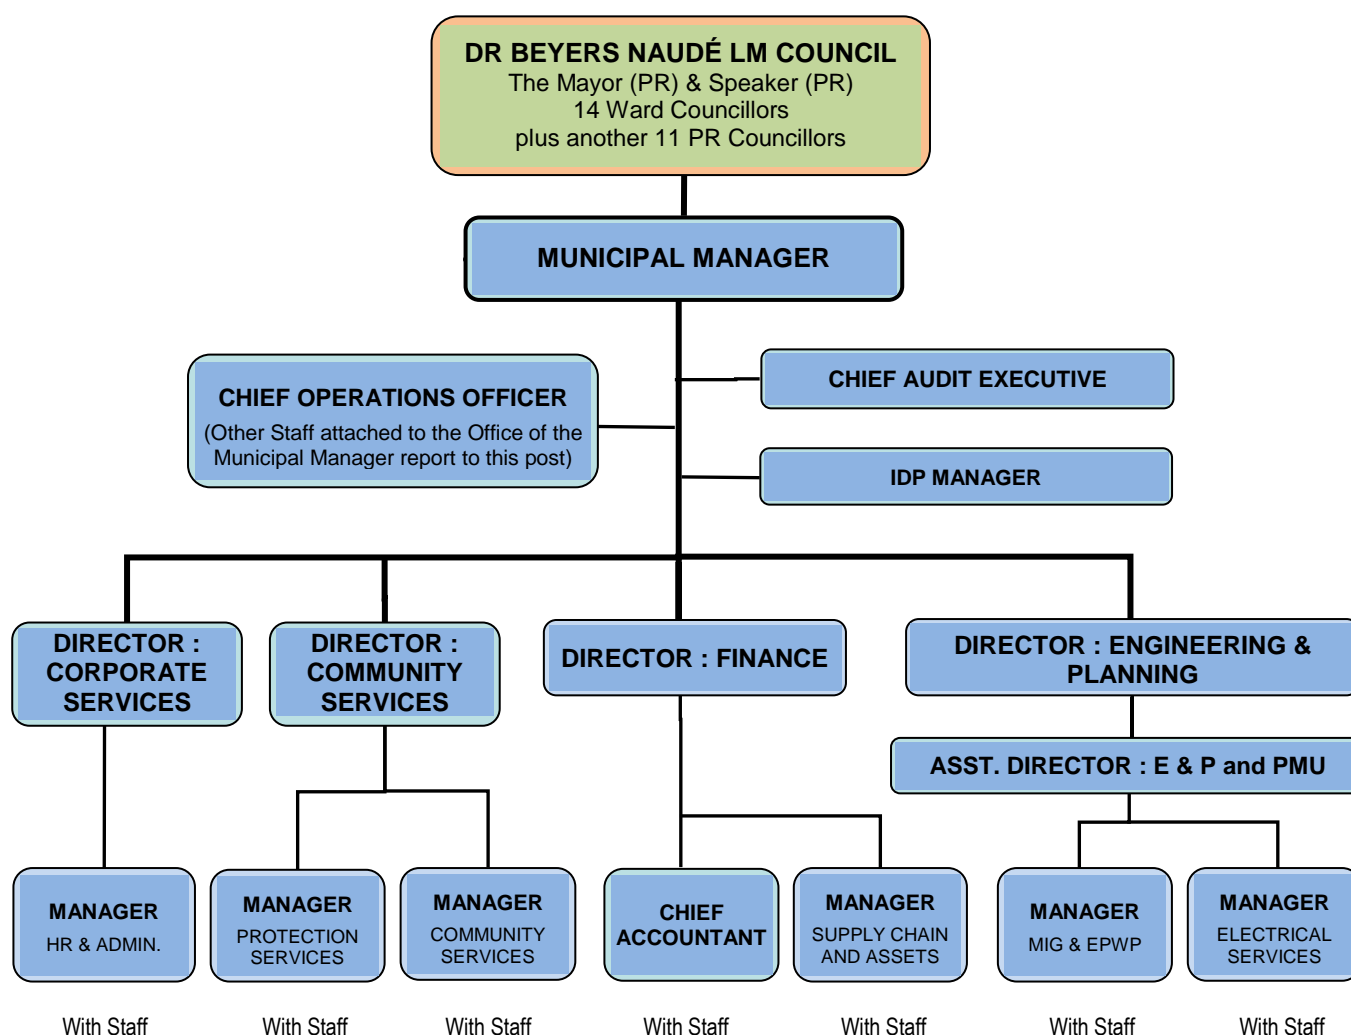 DR BEYERS NAUDÉ LM COUNCIL
The Mayor (PR) & Speaker (PR)
14 Ward Councillors
plus another 11 PR Councillors
MUNICIPAL MANAGER
CHIEF OPERATIONS OFFICER
(Other Staff attached to the Office of the
Municipal Manager report to this post)
CHIEF AUDIT EXECUTIVE
IDP MANAGER
DIRECTOR :
CORPORATE
SERVICES
DIRECTOR :
COMMUNITY
SERVICES
DIRECTOR : FINANCE
DIRECTOR : ENGINEERING &
PLANNING
ASST. DIRECTOR : E & P and PMU
MANAGER
HR & ADMIN.
MANAGER
PROTECTION
SERVICES
MANAGER
COMMUNITY
SERVICES
CHIEF
ACCOUNTANT
MANAGER
SUPPLY CHAIN
AND ASSETS
MANAGER
MIG & EPWP
MANAGER
ELECTRICAL
SERVICES
With Staff
With Staff
With Staff
With Staff
With Staff
With Staff
With Staff